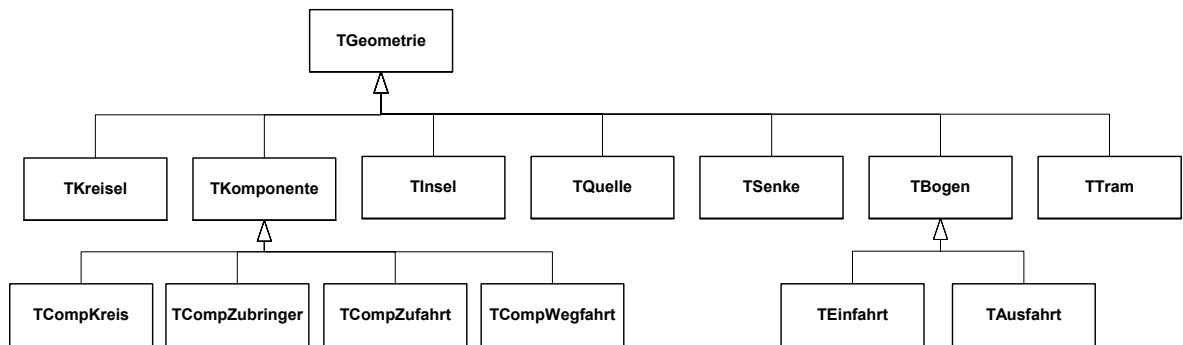 TGeometrie
TKreisel
TKomponente
TInsel
TQuelle
TSenke
TBogen
TTram
TCompKreis
TCompZubringer
TCompZufahrt
TCompWegfahrt
TEinfahrt
TAusfahrt